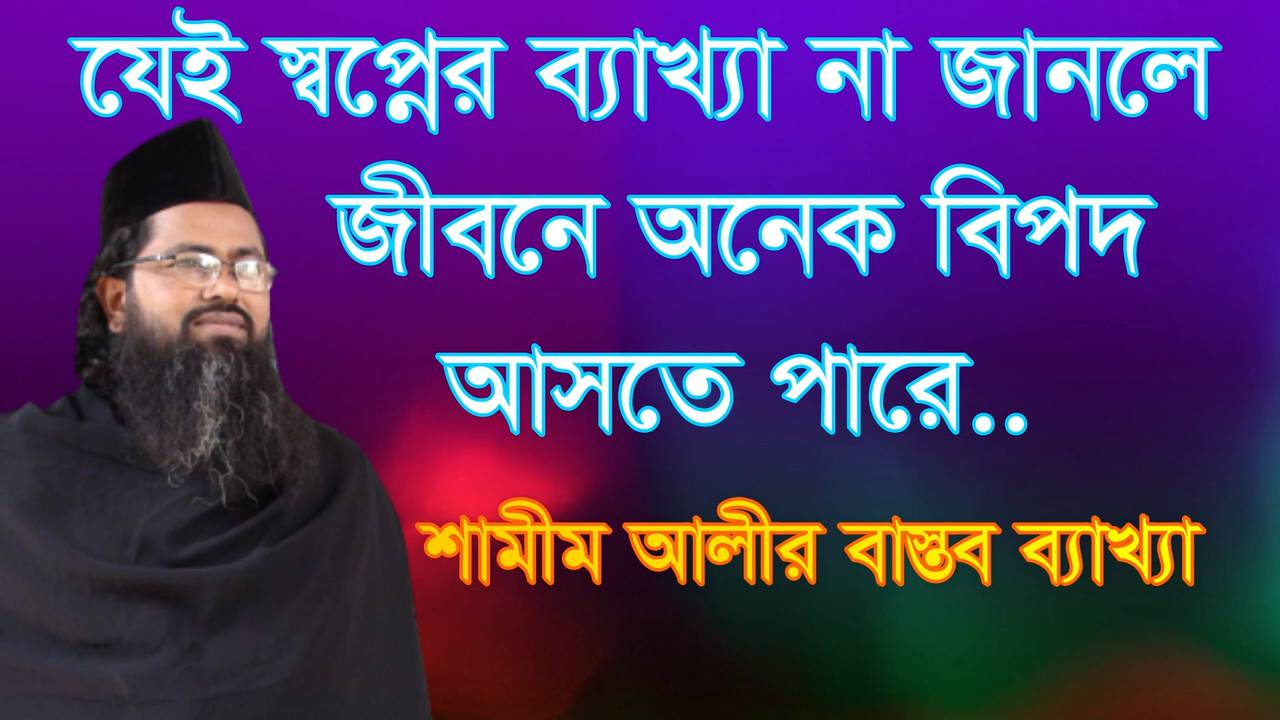 যেই স্বপ্নের ব্যাখ্যা না জানলে
জীবনে অনেক বিপদ
আসতে পারে..
শামীম আলীর বাস্তব ব্যাখ্যা